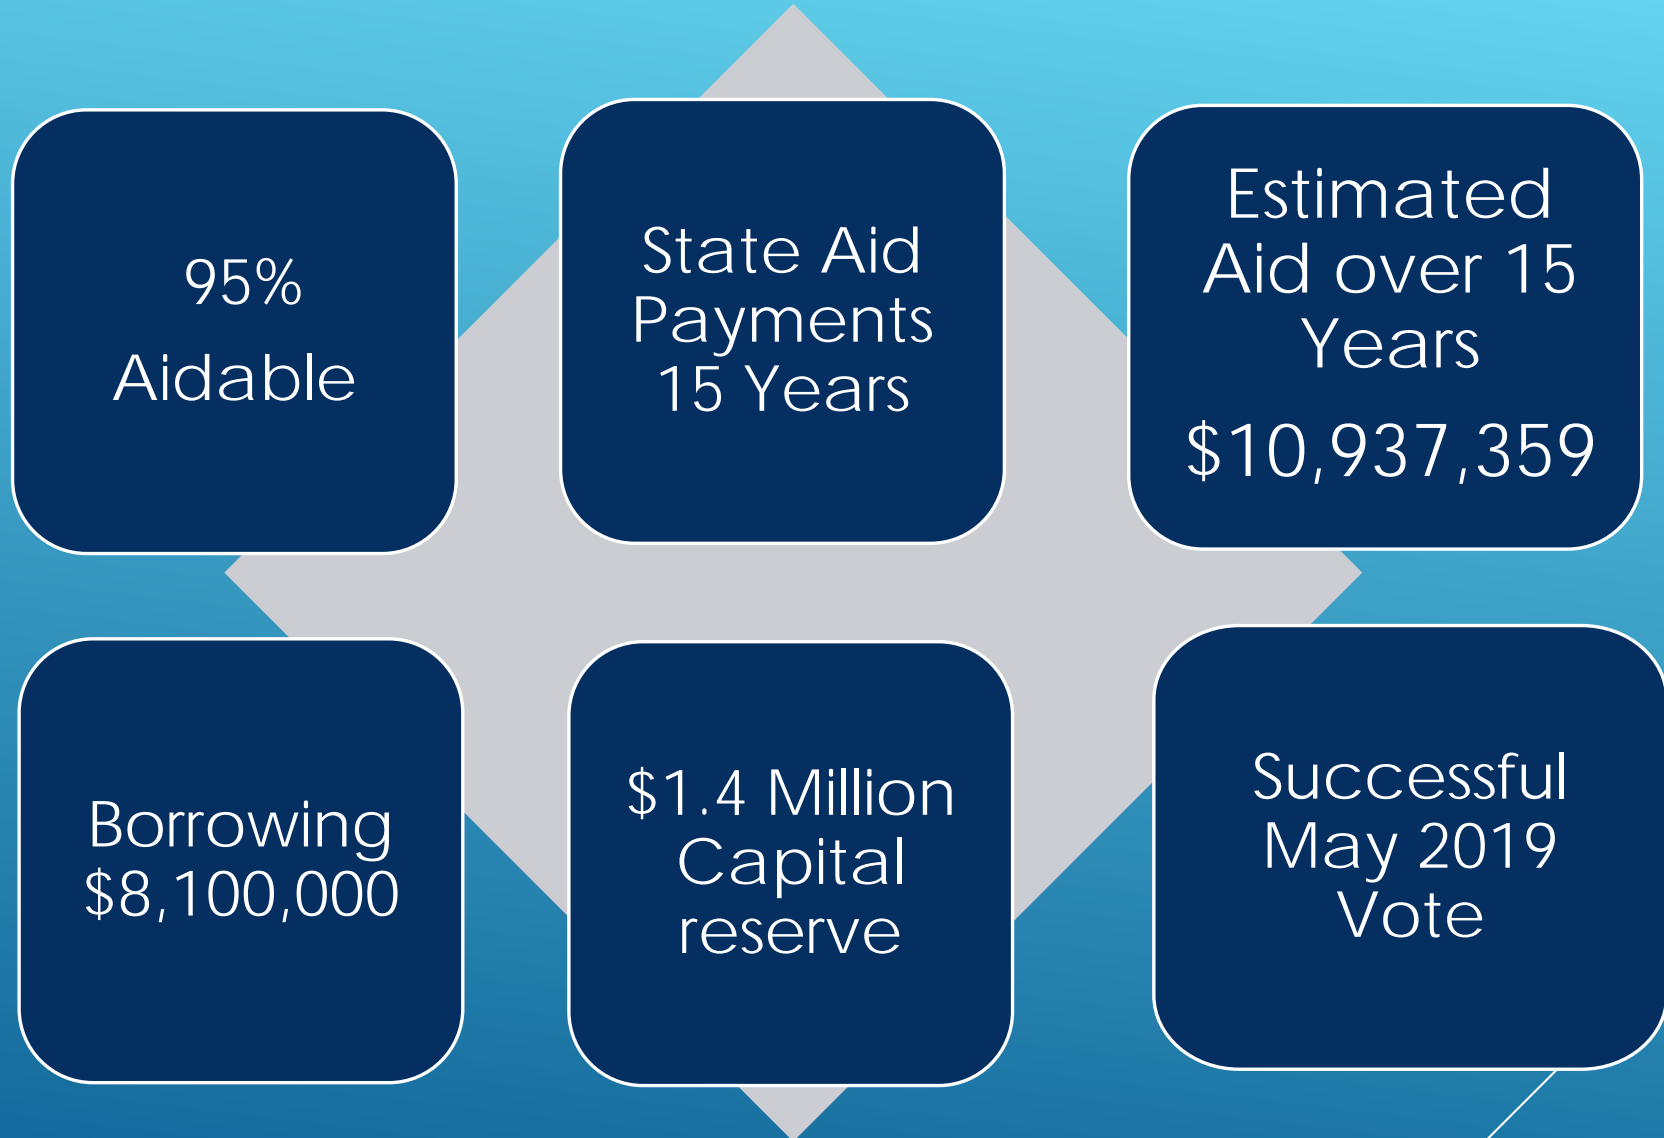 95%
Aidable
State Aid
Payments
15 Years
Estimated
Aid over 15
Years
$10,937,359
Borrowing
$8,100,000
$1.4 Million
Capital
reserve
Successful
May 2019
Vote